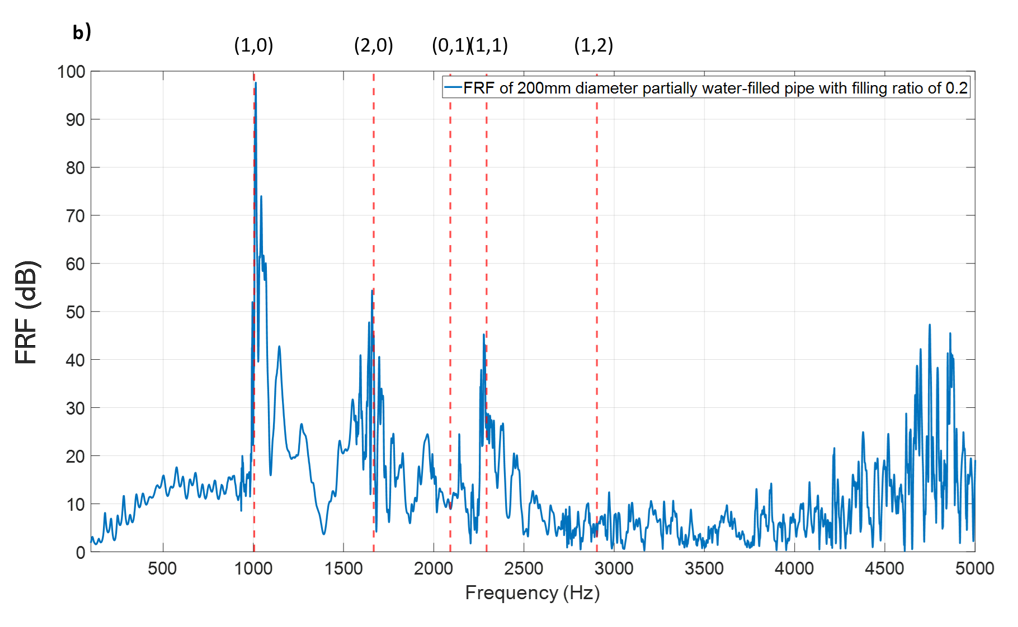 b)
(1,0) (2,0) (0,1) (1,1) (1,2)
100
FRF of 200mm diameter partially water-filled pipe with filling ratio of 0.2
90
80
70
60
50
40
30
20
10
0
FRF (dB)
500 1000 1500 2000 2500 3000 3500 4000 4500 5000
Frequency (Hz)